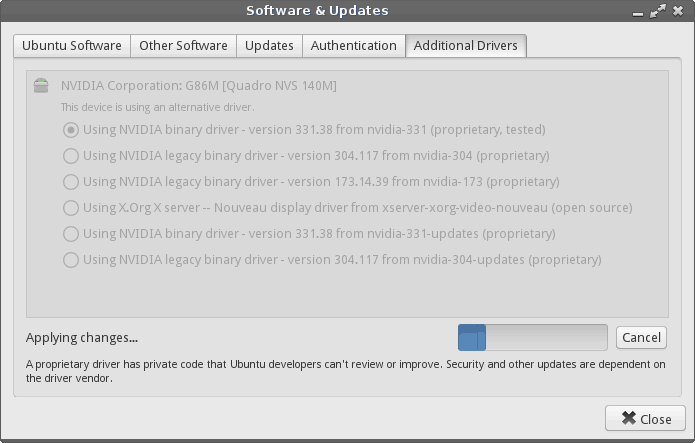 Software & Updates
Ubuntu Software
Other Software
Updates
Authentication
Additional Drivers
NVIDIA Corporation: G86M [Quadro NVS 140M]
This device is using an alternative driver.
Using NVIDIA binary driver - version 331.38 from nvidia-331 (proprietary, tested)
Using NVIDIA legacy binary driver - version 304.117 from nvidia-304 (proprietary)
Using NVIDIA legacy binary driver - version 173.14.39 from nvidia-173 (proprietary)
Using X.Org X server -- Nouveau display driver from xserver-xorg-video-nouveau (open source)
Using NVIDIA binary driver - version 331.38 from nvidia-331-updates (proprietary)
Using NVIDIA legacy binary driver - version 304.117 from nvidia-304-updates (proprietary)
Applying changes...
Cancel
A proprietary driver has private code that Ubuntu developers can't review or improve. Security and other updates are dependent on
the driver vendor.
Close